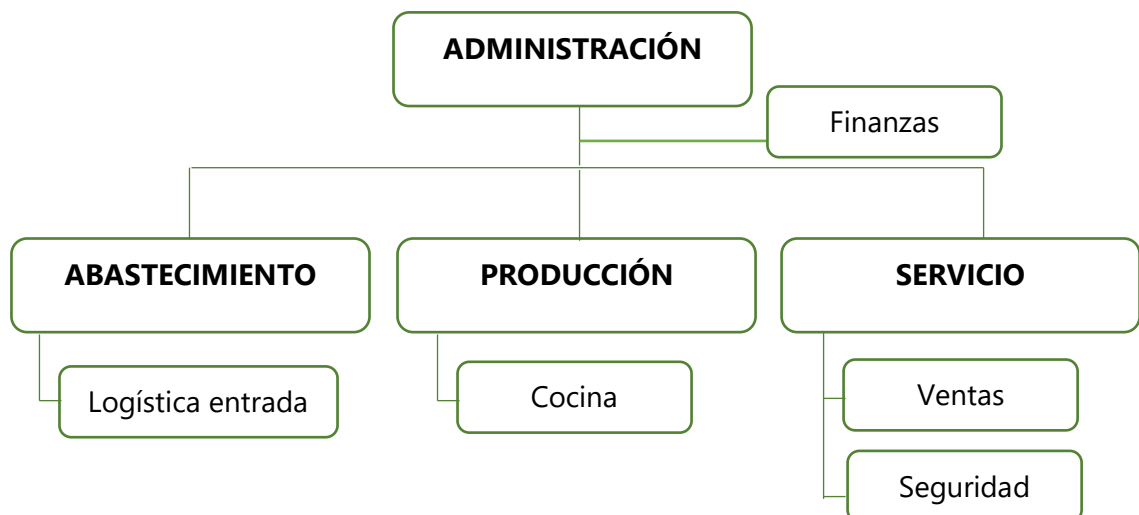 ADMINISTRACIÓN
Finanzas
ABASTECIMIENTO
PRODUCCIÓN
SERVICIO
Logística entrada
Cocina
Ventas
Seguridad